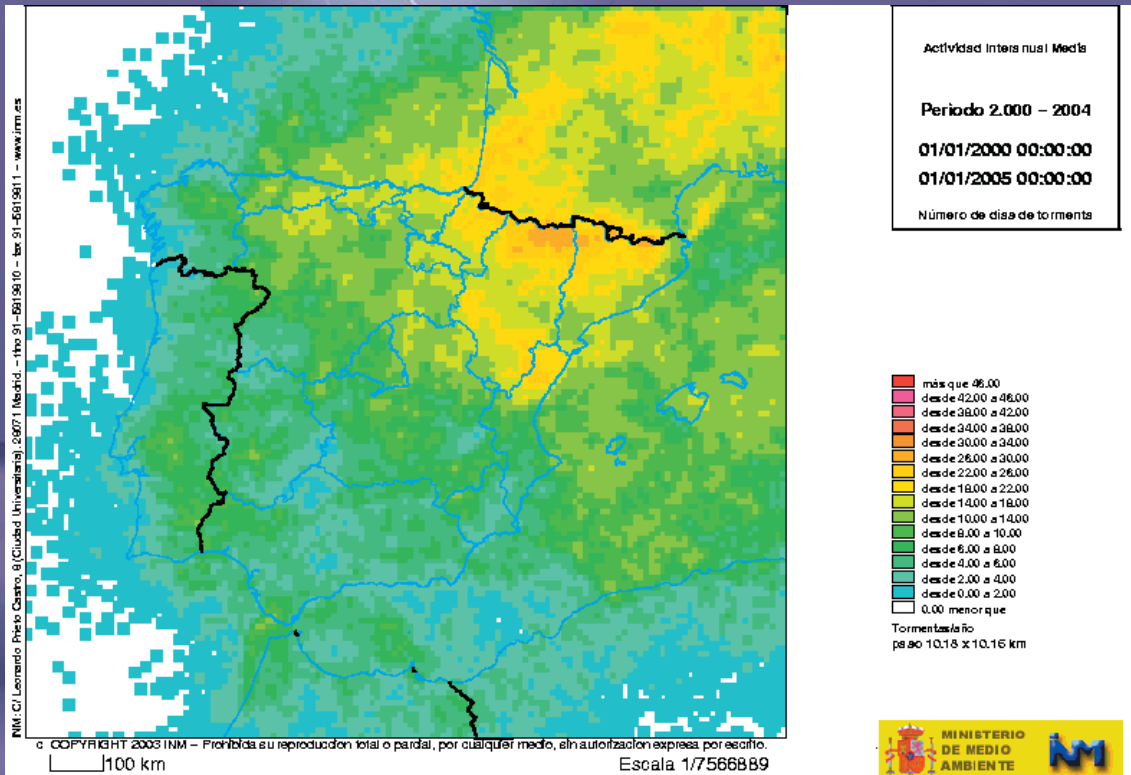 Actividad Interanual Media
Periodo 2.000 – 2004
01/01/2000 00:00:00
01/01/2005 00:00:00
Número de días de tormenta
INM: C/ Leonardo Prieto Castro, 8 (Ciudad Universitaria), 28071 Madrid. – tfno 91–5819810 – fax 91–5819811 – www.inm.es
más que 46.00
desde 42.00 a 46.00
desde 38.00 a 42.00
desde 34.00 a 38.00
desde 30.00 a 34.00
desde 26.00 a 30.00
desde 22.00 a 26.00
desde 18.00 a 22.00
desde 14.00 a 18.00
desde 10.00 a 14.00
desde 8.00 a 10.00
desde 6.00 a 8.00
desde 4.00 a 6.00
desde 2.00 a 4.00
desde 0.00 a 2.00
0.00 menor que
Tormentas/año
paso 10.18 x 10.16 km
c COPYRIGHT 2003 INM – Prohibida su reproduccion total o parcial, por cualquier medio, sin autorizacion expresa por escrito.
100 km
Escala 1/7566889
MINISTERIO
DE MEDIO
AMBIENTE
INM